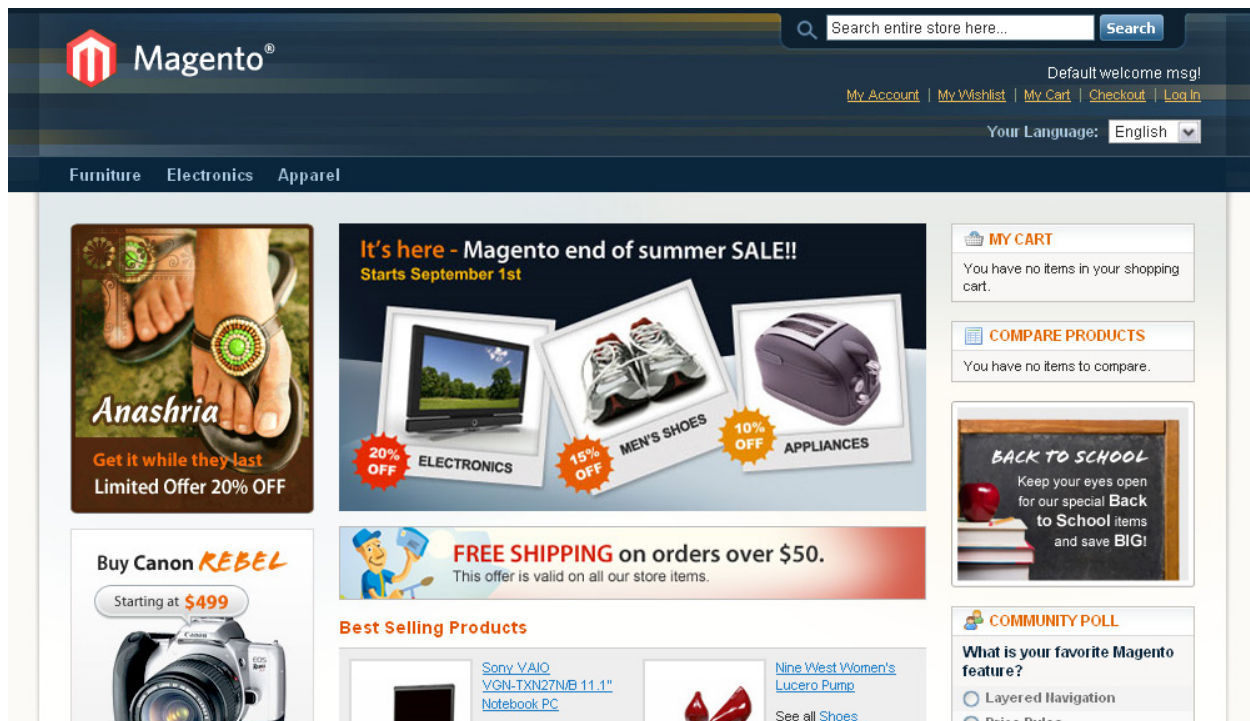 Magento®
Search entire store here...
Search
Default welcome msg!
My Account | My Wishlist | My Cart | Checkout | Log In
Your Language: English
Furniture Electronics Apparel
Anashria
Get it while they last
Limited Offer 20% OFF
Buy Canon REBEL
Starting at $499
Canon
EOS
It's here - Magento end of summer SALE!!
Starts September 1st
20%
OFF
ELECTRONICS
15%
OFF
MEN'S SHOES
10%
OFF
APPLIANCES
FREE SHIPPING on orders over $50.
This offer is valid on all our store items.
Best Selling Products
Sony VAIO
VGN-TXN27N/B 11.1"
Notebook PC
Nine West Women's
Lucero Pump
See all Shoes
MY CART
You have no items in your shopping
cart.
COMPARE PRODUCTS
You have no items to compare.
BACK TO SCHOOL
Keep your eyes open
for our special Back
to School items
and save BIG!
COMMUNITY POLL
What is your favorite Magento
feature?
Layered Navigation
Price Rules